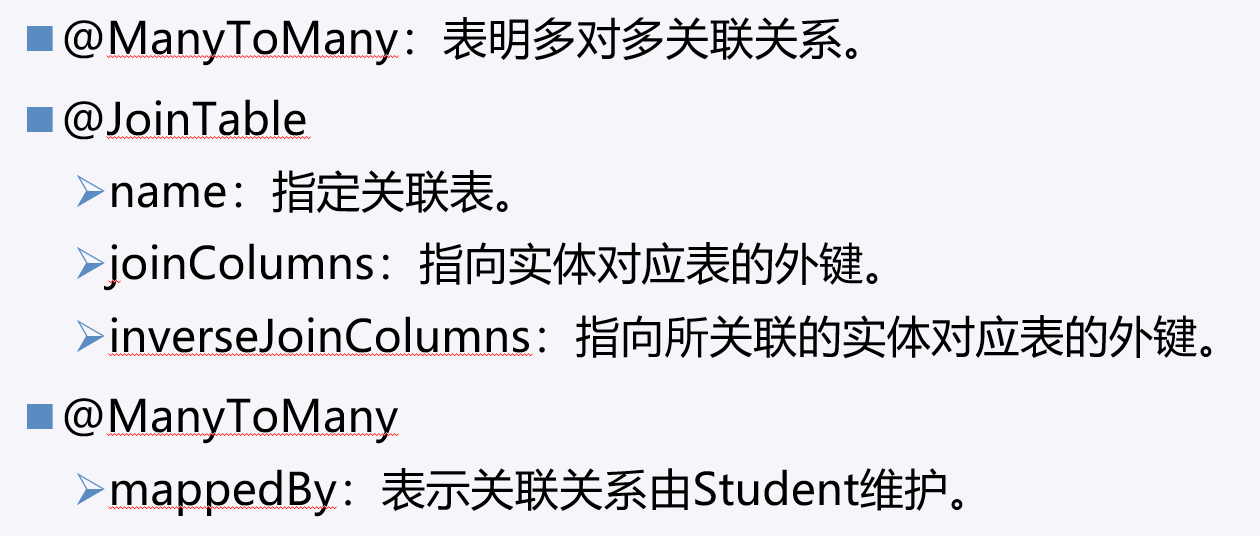 @ManyToMany：表明多对多关联关系。
@JoinTable
name：指定关联表。
joinColumns：指向实体对应表的外键。
inverseJoinColumns：指向所关联的实体对应表的外键。
@ManyToMany
mappedBy：表示关联关系由Student维护。